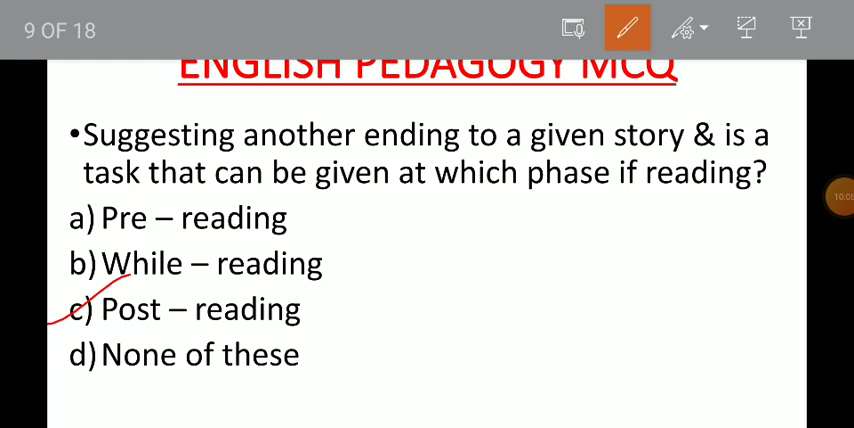 9 OF 18
ENGLISH PEDAGOGY MCQ
•Suggesting another ending to a given story & is a
task that can be given at which phase if reading?
a) Pre – reading
b) While – reading
c) Post – reading
d) None of these